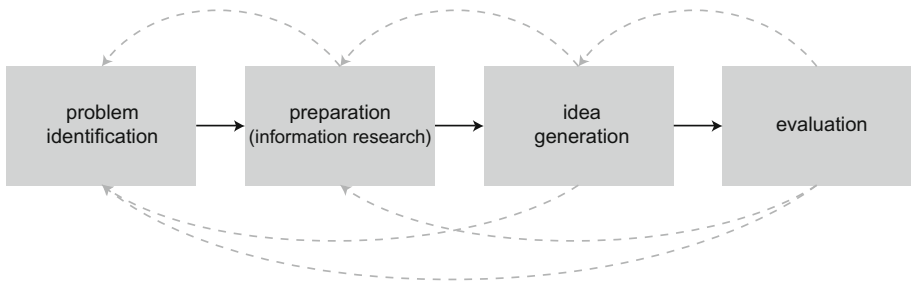 problem
identification
preparation
(information research)
idea
generation
evaluation